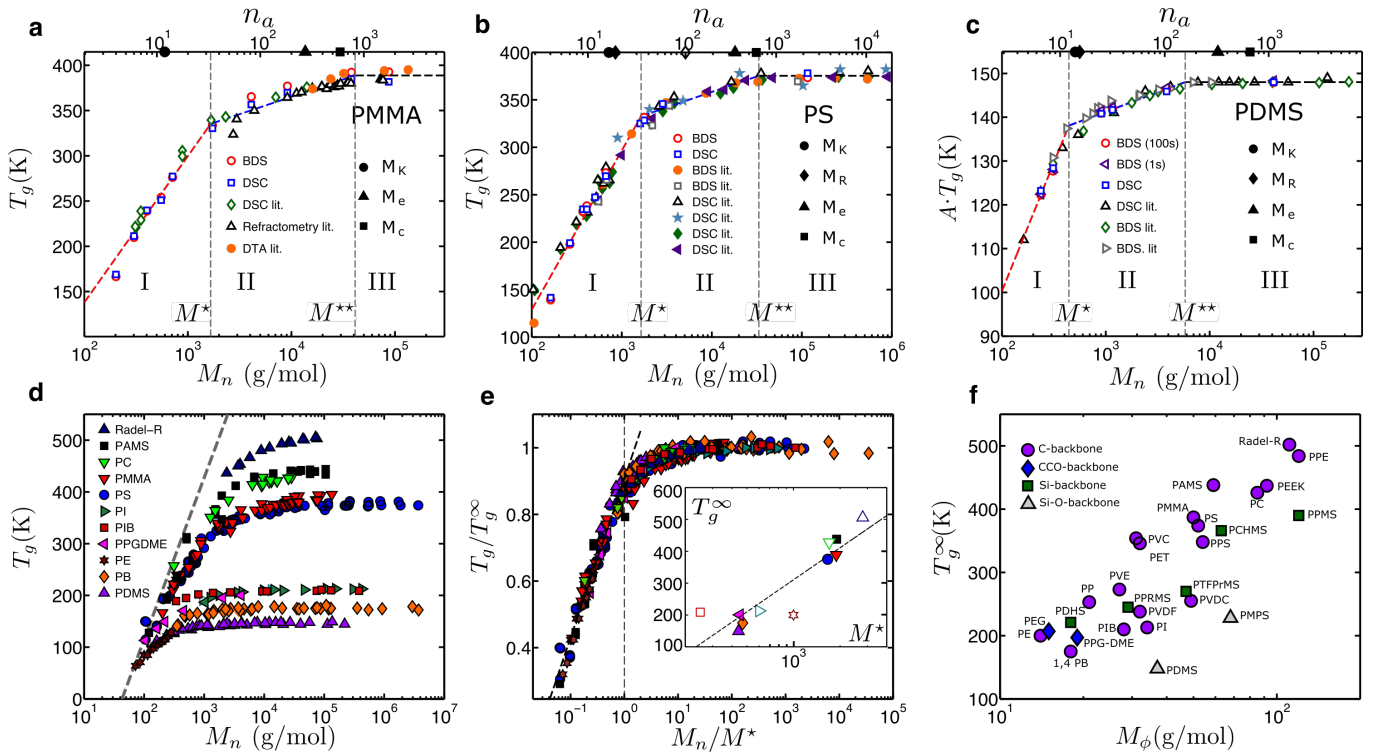 a
n_a
10^1 10^2 10^3
T_g(K)
400
350
300
250
200
150
PMMA
BDS
DSC
DSC lit.
Refractometry lit.
DTA lit.
M_K
M_e
M_c
I II III
M^⋆ M^⋆⋆
10^2 10^3 10^4 10^5
M_n (g/mol)
b
n_a
10^1 10^2 10^3 10^4
T_g(K)
400
350
300
250
200
150
100
PS
BDS
DSC
BDS lit.
BDS lit.
DSC lit.
DSC lit.
DSC lit.
DSC lit.
M_K
M_R
M_e
M_c
I II III
M^⋆ M^⋆⋆
10^2 10^3 10^4 10^5 10^6
M_n (g/mol)
c
n_a
10^1 10^2 10^3
A·T_g(K)
150
140
130
120
110
100
90
PDMS
BDS (100s)
BDS (1s)
DSC
DSC lit.
BDS lit.
BDS. lit
M_K
M_R
M_e
M_c
I II III
M^⋆ M^⋆⋆
10^2 10^3 10^4 10^5
M_n (g/mol)
d
T_g(K)
500
450
400
350
300
250
200
150
100
50
0
Radel-R
PAMS
PC
PMMA
PS
PI
PIB
PPGDME
PE
PB
PDMS
10^1 10^2 10^3 10^4 10^5 10^6 10^7
M_n (g/mol)
e
T_g/T_g^∞
1
0.8
0.6
0.4
T_g^∞
600
500
400
300
200
100
10^3
M^⋆
10^−1 10^0 10^1 10^2 10^3 10^4
M_n/M^⋆
f
T_g^∞(K)
500
400
300
200
100
C-backbone
CCO-backbone
Si-backbone
Si-O-backbone
Radel-R
PPE
PAMS
PEEK
PC
PMMA
PS
PPMS
PCHMS
PVC
PPS
PET
PVE
PP
PTFPrMS
PPRMS
PVDC
PDHS
PVDF
PMPS
PEG
PIB
PI
PE
PPG-DME
1,4 PB
PDMS
10^1 10^2
M_ϕ(g/mol)